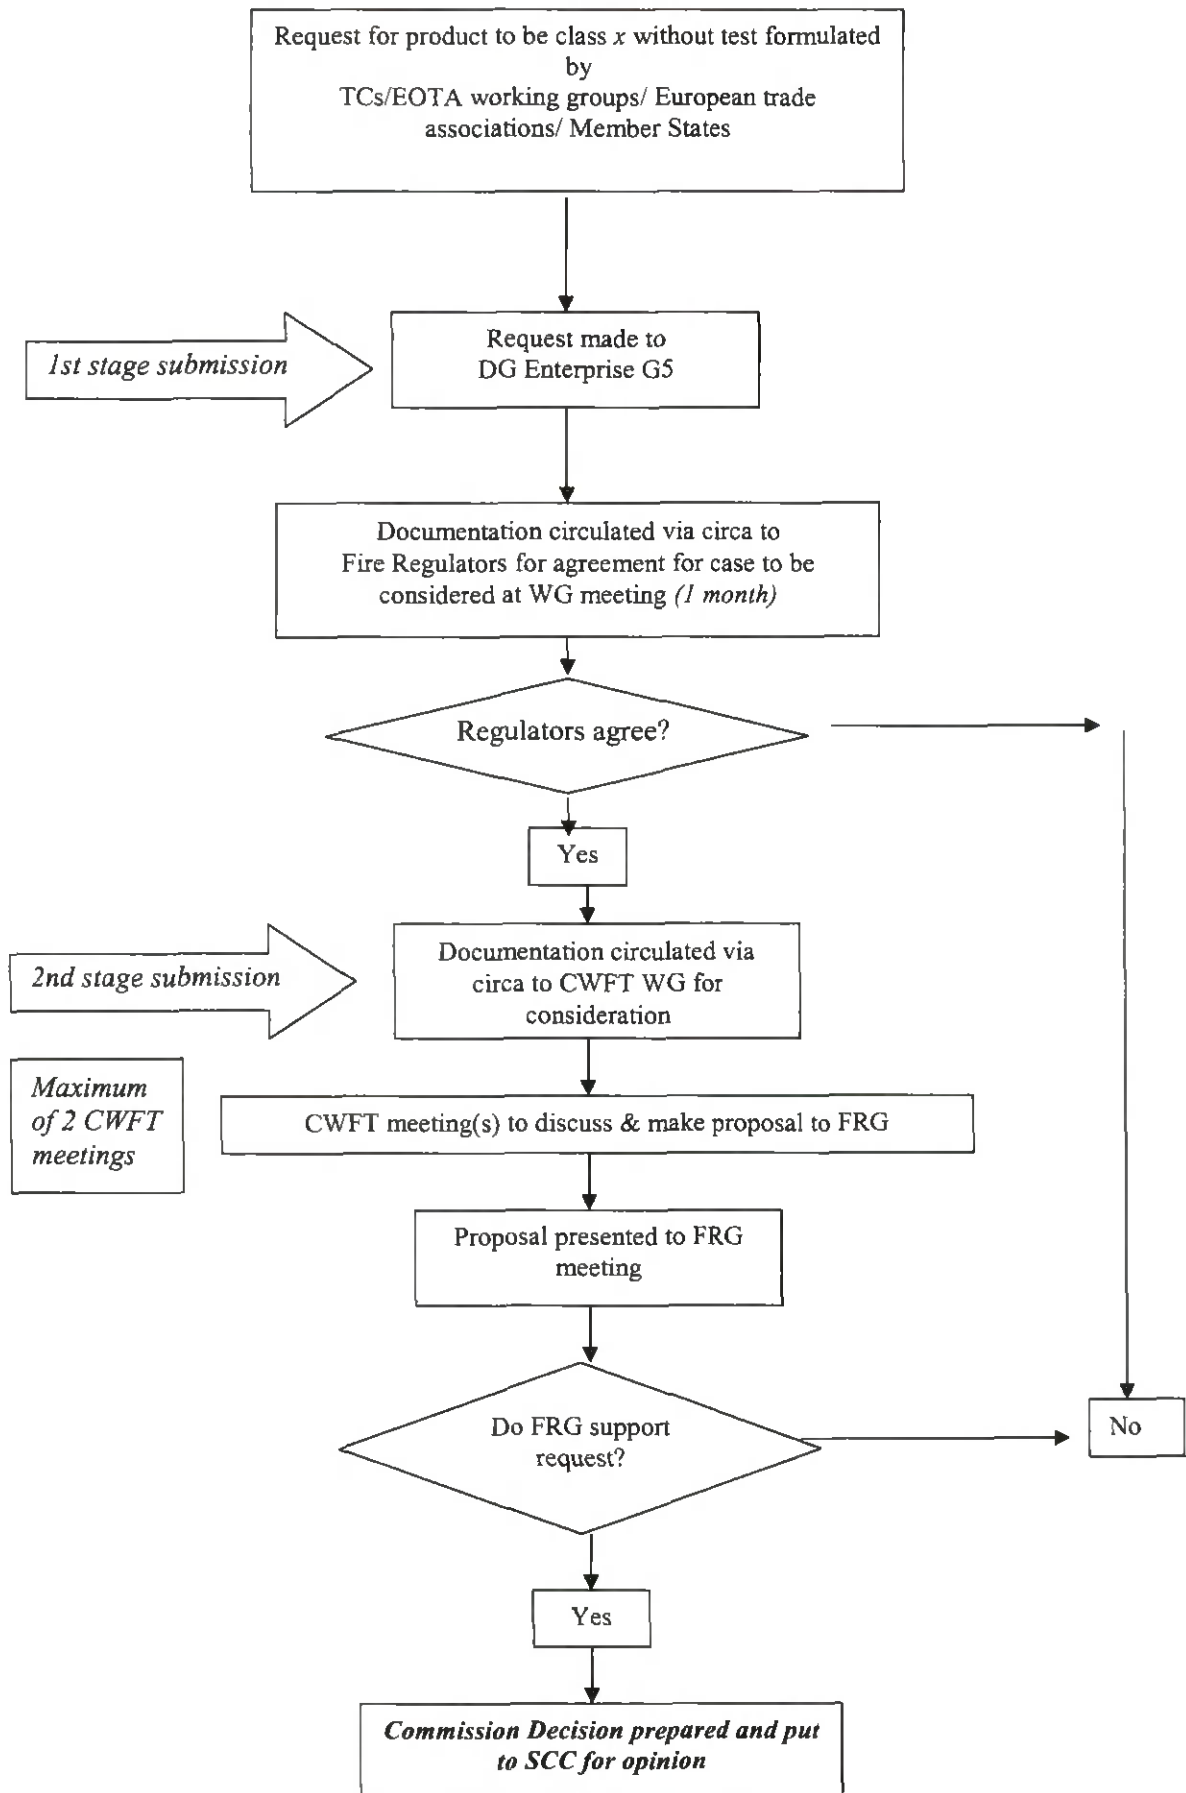 Request for product to be class x without test formulated
by
TCs/EOTA working groups/ European trade
associations/ Member States
1st stage submission
Request made to
DG Enterprise G5
Documentation circulated via circa to
Fire Regulators for agreement for case to be
considered at WG meeting (1 month)
Regulators agree?
Yes
2nd stage submission
Documentation circulated via
circa to CWFT WG for
consideration
Maximum
of 2 CWFT
meetings
CWFT meeting(s) to discuss & make proposal to FRG
Proposal presented to FRG
meeting
Do FRG support
request?
No
Yes
Commission Decision prepared and put
to SCC for opinion